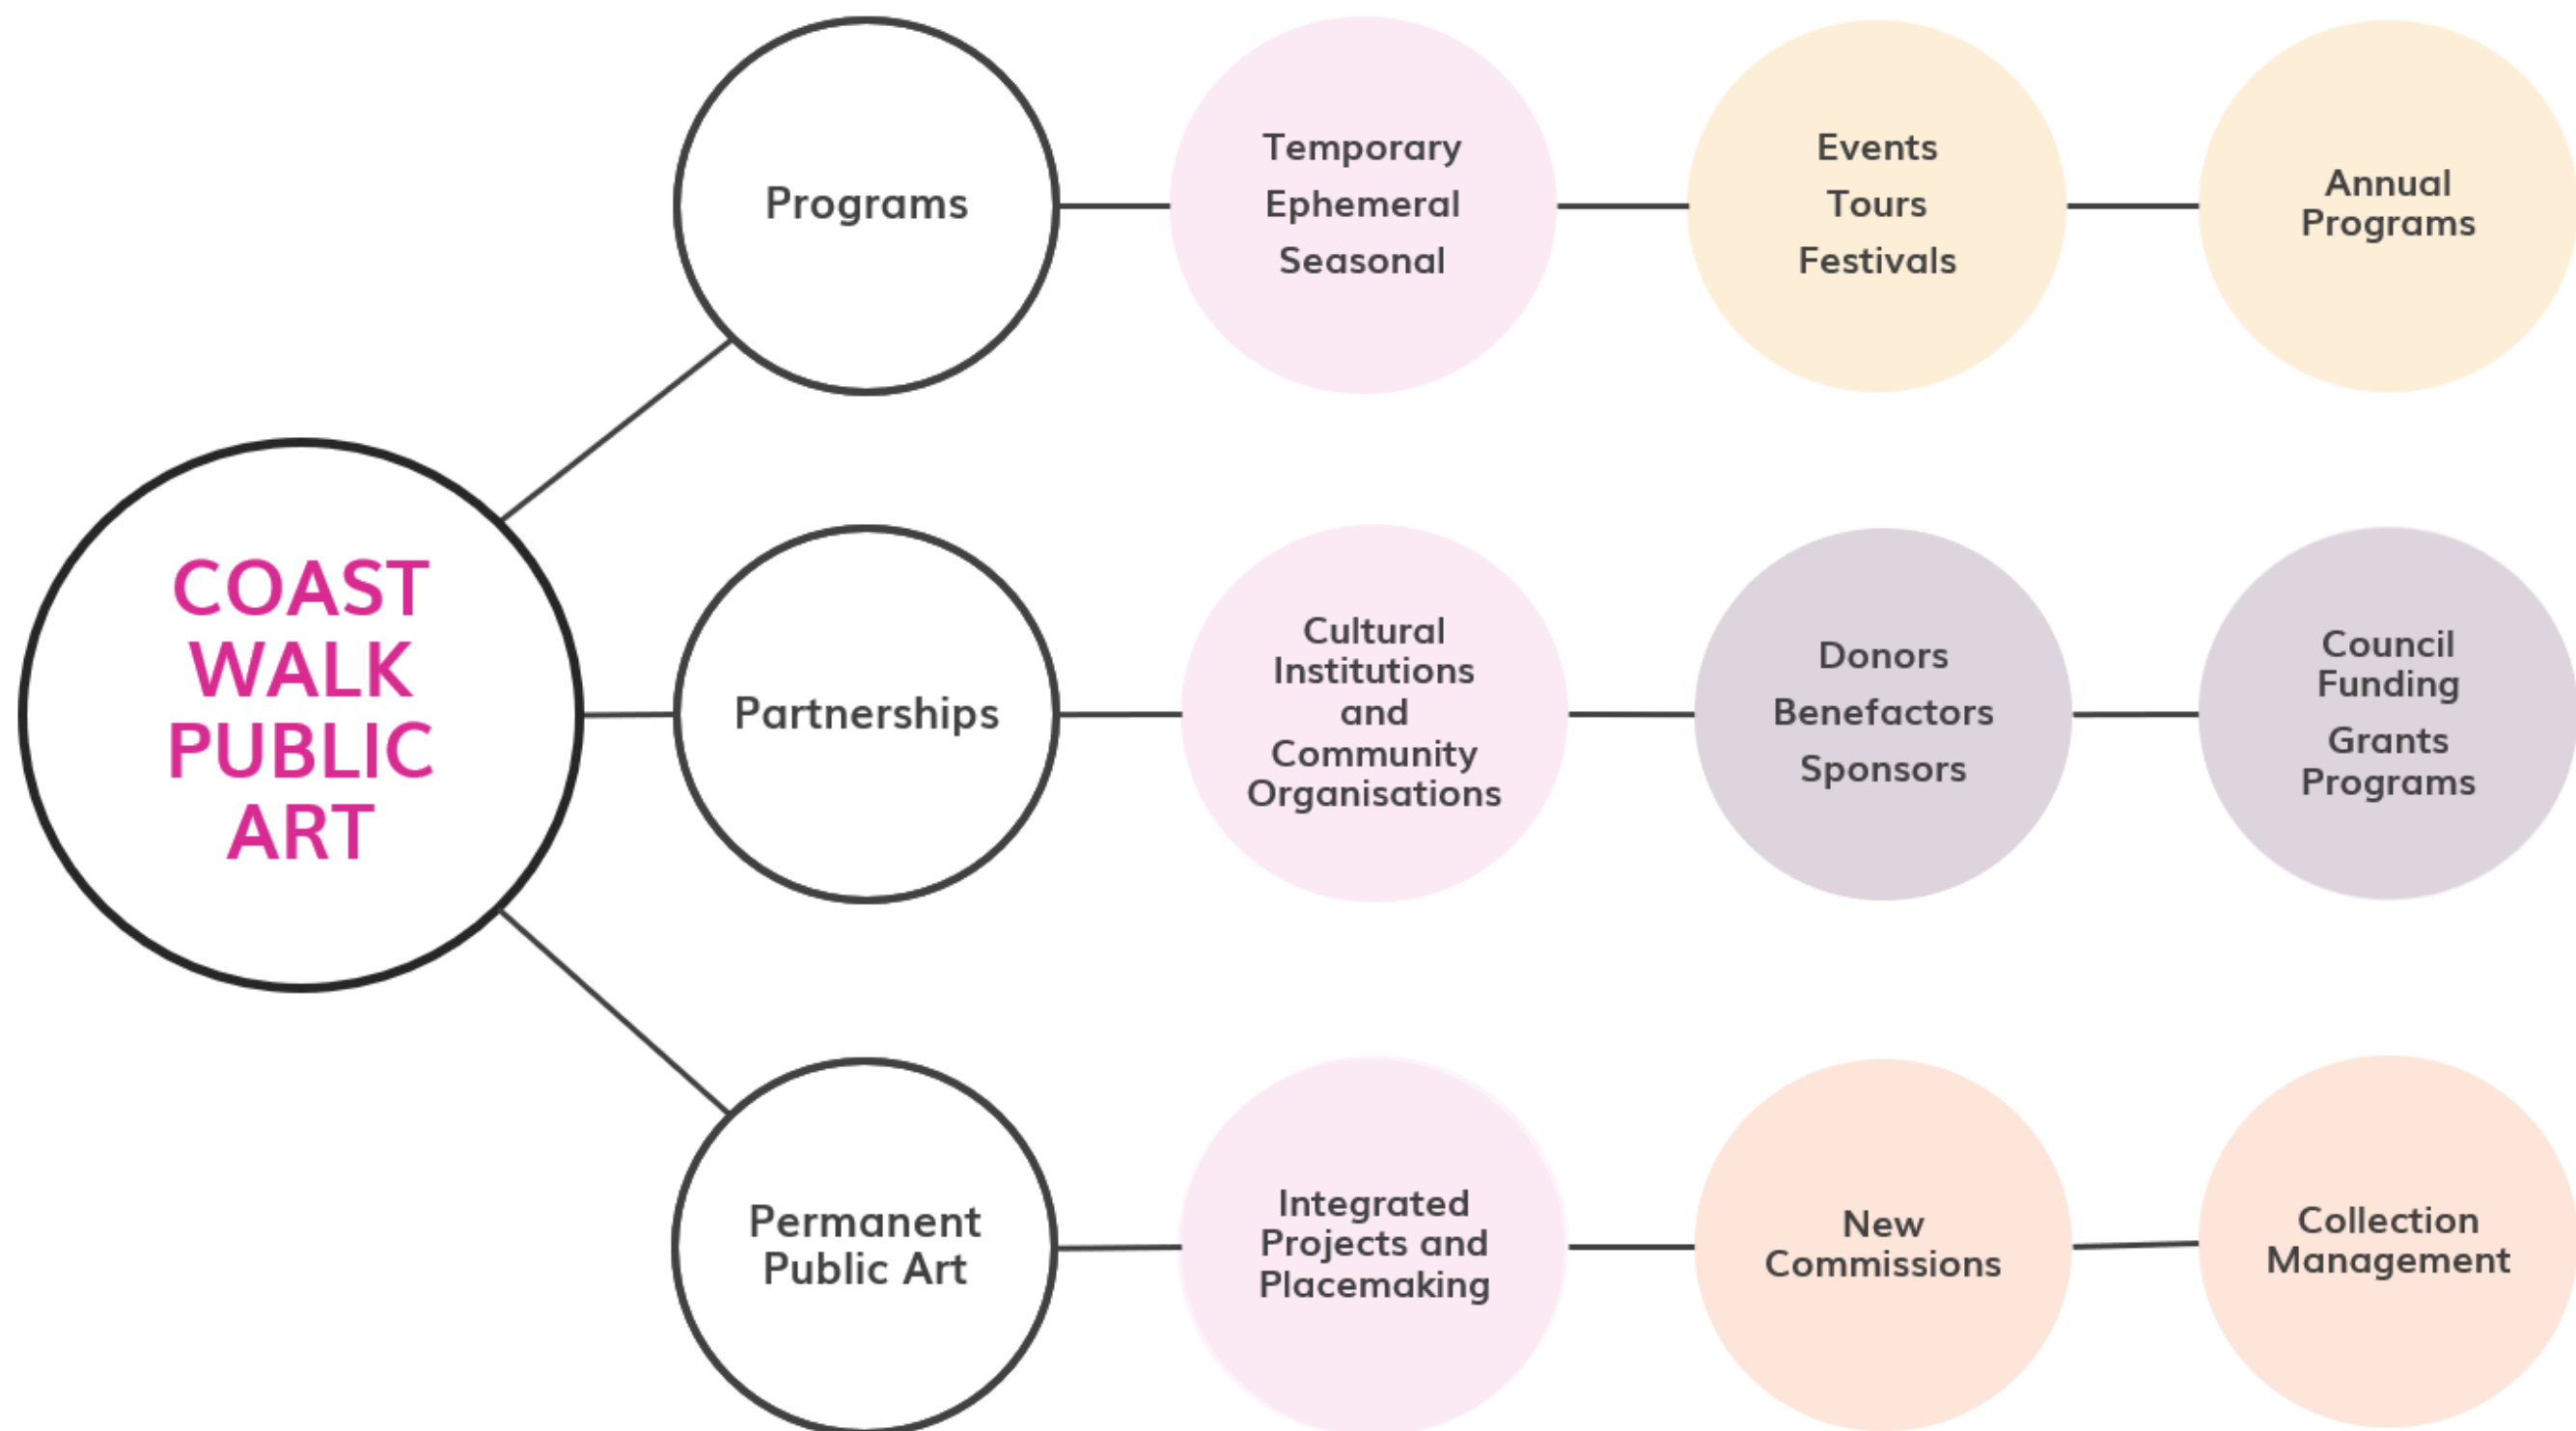 COAST
WALK
PUBLIC
ART
Programs
Temporary
Ephemeral
Seasonal
Events
Tours
Festivals
Annual
Programs
Partnerships
Cultural
Institutions
and
Community
Organisations
Donors
Benefactors
Sponsors
Council
Funding
Grants
Programs
Permanent
Public Art
Integrated
Projects and
Placemaking
New
Commissions
Collection
Management